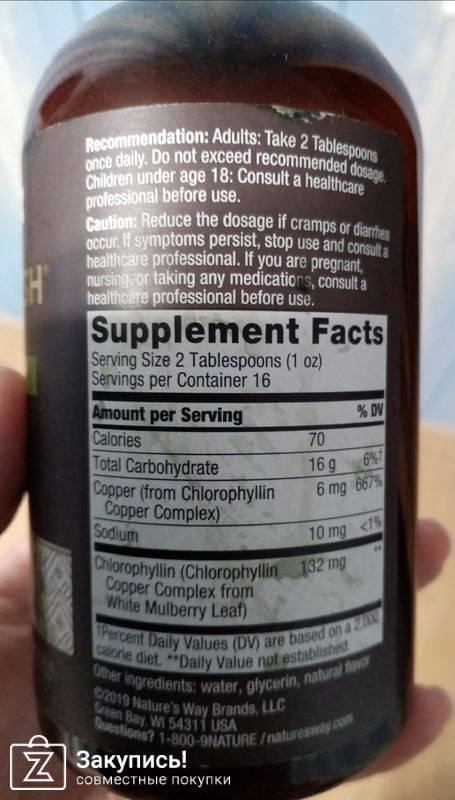 CH®
Recommendation: Adults: Take 2 Tablespoons
once daily. Do not exceed recommended dosage.
Children under age 18: Consult a healthcare
professional before use.
Caution: Reduce the dosage if cramps or diarrhea
occur. If symptoms persist, stop use and consult a
healthcare professional. If you are pregnant,
nursing, or taking any medications, consult a
healthcare professional before use.
Supplement Facts
Serving Size 2 Tablespoons (1 oz)
Servings per Container 16
Amount per Serving % DV
Calories 70
Total Carbohydrate 16 g 6%†
Copper (from Chlorophyllin 6 mg 667%
Copper Complex)
Sodium 10 mg <1%
Chlorophyllin (Chlorophyllin 132 mg **
Copper Complex from
White Mulberry Leaf)
†Percent Daily Values (DV) are based on a 2,000
calorie diet. **Daily Value not established.
Other ingredients: water, glycerin, natural flavor
©2019 Nature's Way Brands, LLC
Green Bay, WI 54311 USA
Questions? 1-800-9NATURE / naturesway.com
Закупись!
совместные покупки